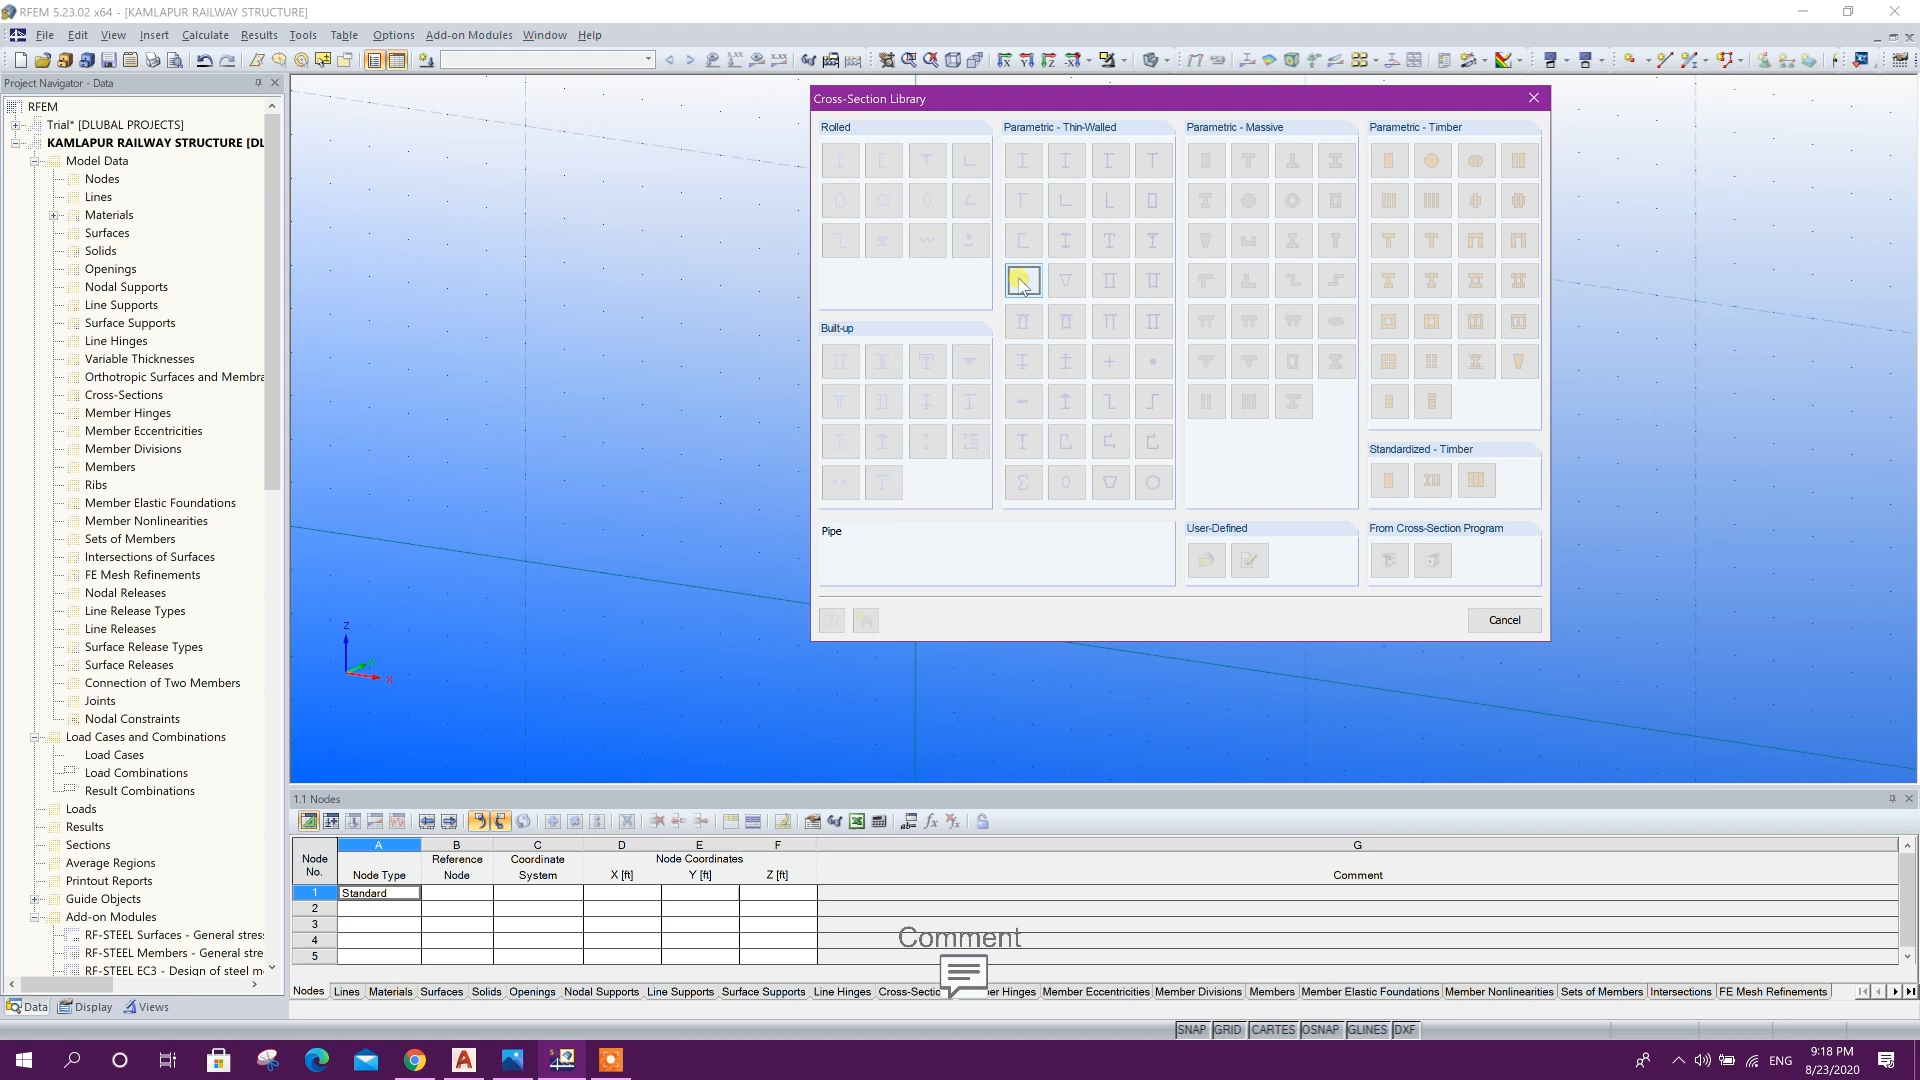 RFEM 5.23.02 x64 - [KAMLAPUR RAILWAY STRUCTURE]
File Edit View Insert Calculate Results Tools Table Options Add-on Modules Window Help
Project Navigator - Data
RFEM
Trial* [DLUBAL PROJECTS]
KAMLAPUR RAILWAY STRUCTURE [DL
Model Data
Nodes
Lines
Materials
Surfaces
Solids
Openings
Nodal Supports
Line Supports
Surface Supports
Line Hinges
Variable Thicknesses
Orthotropic Surfaces and Membra
Cross-Sections
Member Hinges
Member Eccentricities
Member Divisions
Members
Ribs
Member Elastic Foundations
Member Nonlinearities
Sets of Members
Intersections of Surfaces
FE Mesh Refinements
Nodal Releases
Line Release Types
Line Releases
Surface Release Types
Surface Releases
Connection of Two Members
Joints
Nodal Constraints
Load Cases and Combinations
Load Cases
Load Combinations
Result Combinations
Loads
Results
Sections
Average Regions
Printout Reports
Guide Objects
Add-on Modules
RF-STEEL Surfaces - General stres
RF-STEEL Members - General stre
RF-STEEL EC3 - Design of steel m
Data Display Views
Cross-Section Library
Rolled
Parametric - Thin-Walled
Parametric - Massive
Parametric - Timber
Built-up
Standardized - Timber
Pipe
User-Defined
From Cross-Section Program
Cancel
Z
Y
X
1.1 Nodes
A B C D E F G
Node Reference Coordinate Node Coordinates
No. Node Type Node System X [ft] Y [ft] Z [ft] Comment
1 Standard
2
3
4
5
Comment
Nodes Lines Materials Surfaces Solids Openings Nodal Supports Line Supports Surface Supports Line Hinges Cross-Sectio er Hinges Member Eccentricities Member Divisions Members Member Elastic Foundations Member Nonlinearities Sets of Members Intersections FE Mesh Refinements
SNAP GRID CARTES OSNAP GLINES DXF
ENG
9:18 PM
8/23/2020